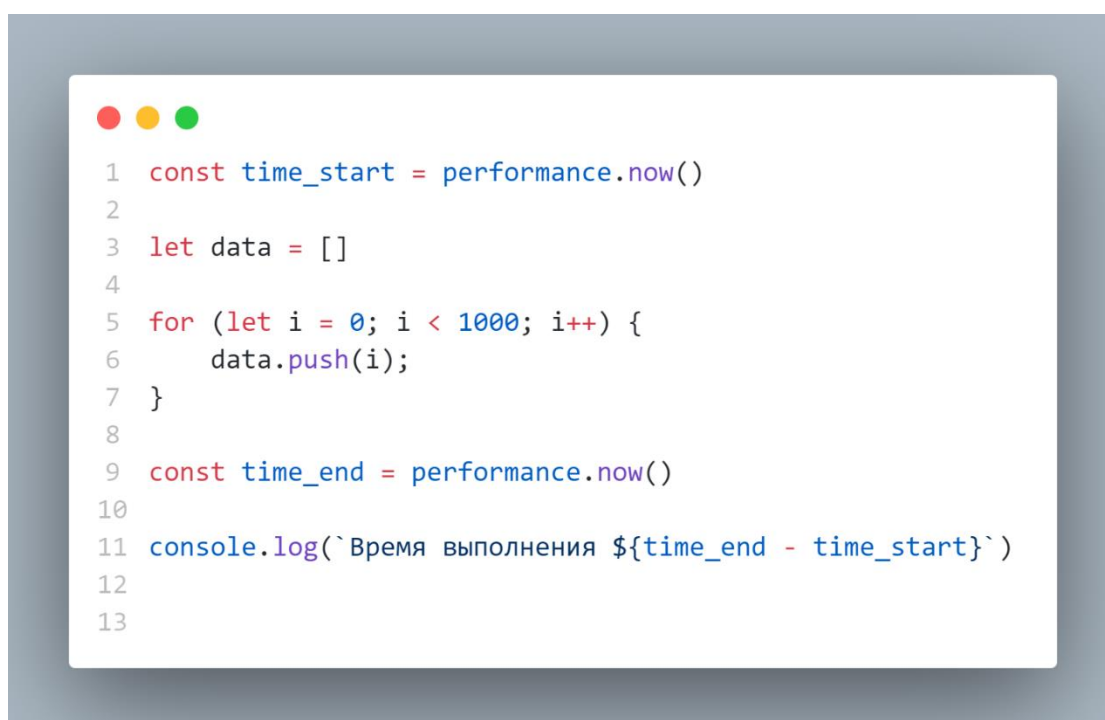 1 const time_start = performance.now()
2
3 let data = []
4
5 for (let i = 0; i < 1000; i++) {
6     data.push(i);
7 }
8
9 const time_end = performance.now()
10
11 console.log(`Время выполнения ${time_end - time_start}`)
12
13